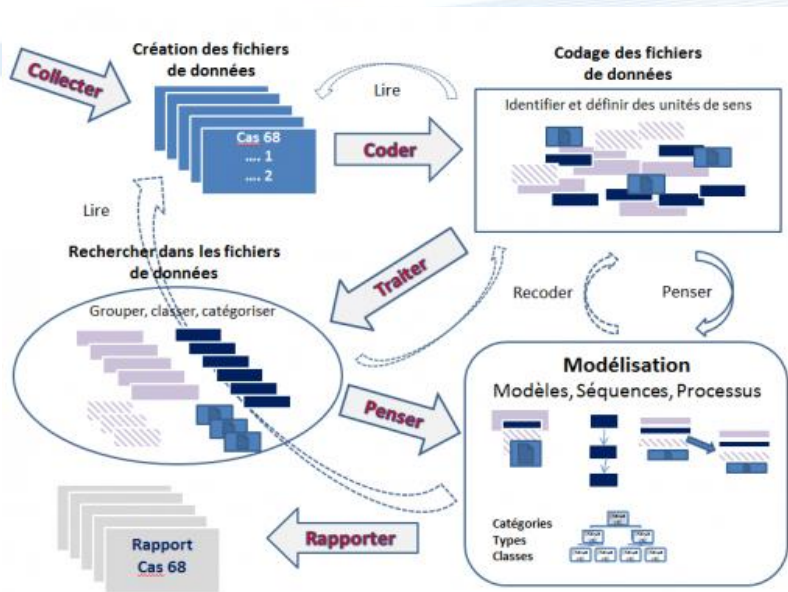 Collecter
Création des fichiers
de données
Cas 68
.... 1
.... 2
Lire
Coder
Codage des fichiers
de données
Identifier et définir des unités de sens
Lire
Rechercher dans les fichiers
de données
Grouper, classer, catégoriser
Traiter
Recoder
Penser
Penser
Modélisation
Modèles, Séquences, Processus
Catégories
Types
Classes
Rapporter
Rapport
Cas 68